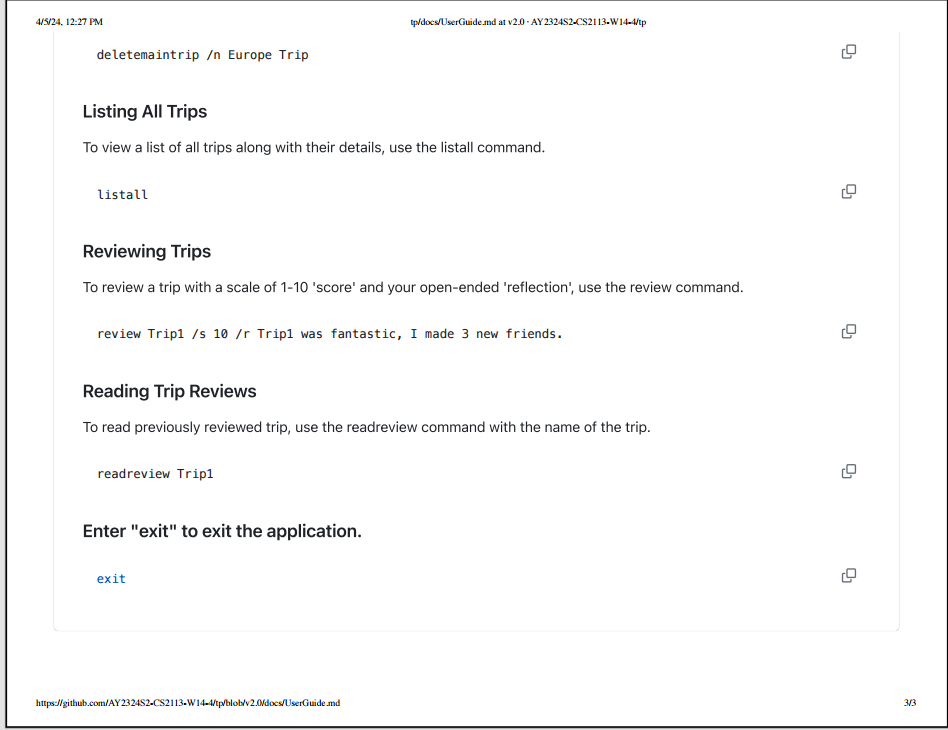 4/5/24, 12:27 PM
tp/docs/UserGuide.md at v2.0 · AY2324S2-CS2113-W14-4/tp
deletemaintrip /n Europe Trip
Listing All Trips
To view a list of all trips along with their details, use the listall command.
listall
Reviewing Trips
To review a trip with a scale of 1-10 'score' and your open-ended 'reflection', use the review command.
review Trip1 /s 10 /r Trip1 was fantastic, I made 3 new friends.
Reading Trip Reviews
To read previously reviewed trip, use the readreview command with the name of the trip.
readreview Trip1
Enter "exit" to exit the application.
exit
https://github.com/AY2324S2-CS2113-W14-4/tp/blob/v2.0/docs/UserGuide.md
3/3